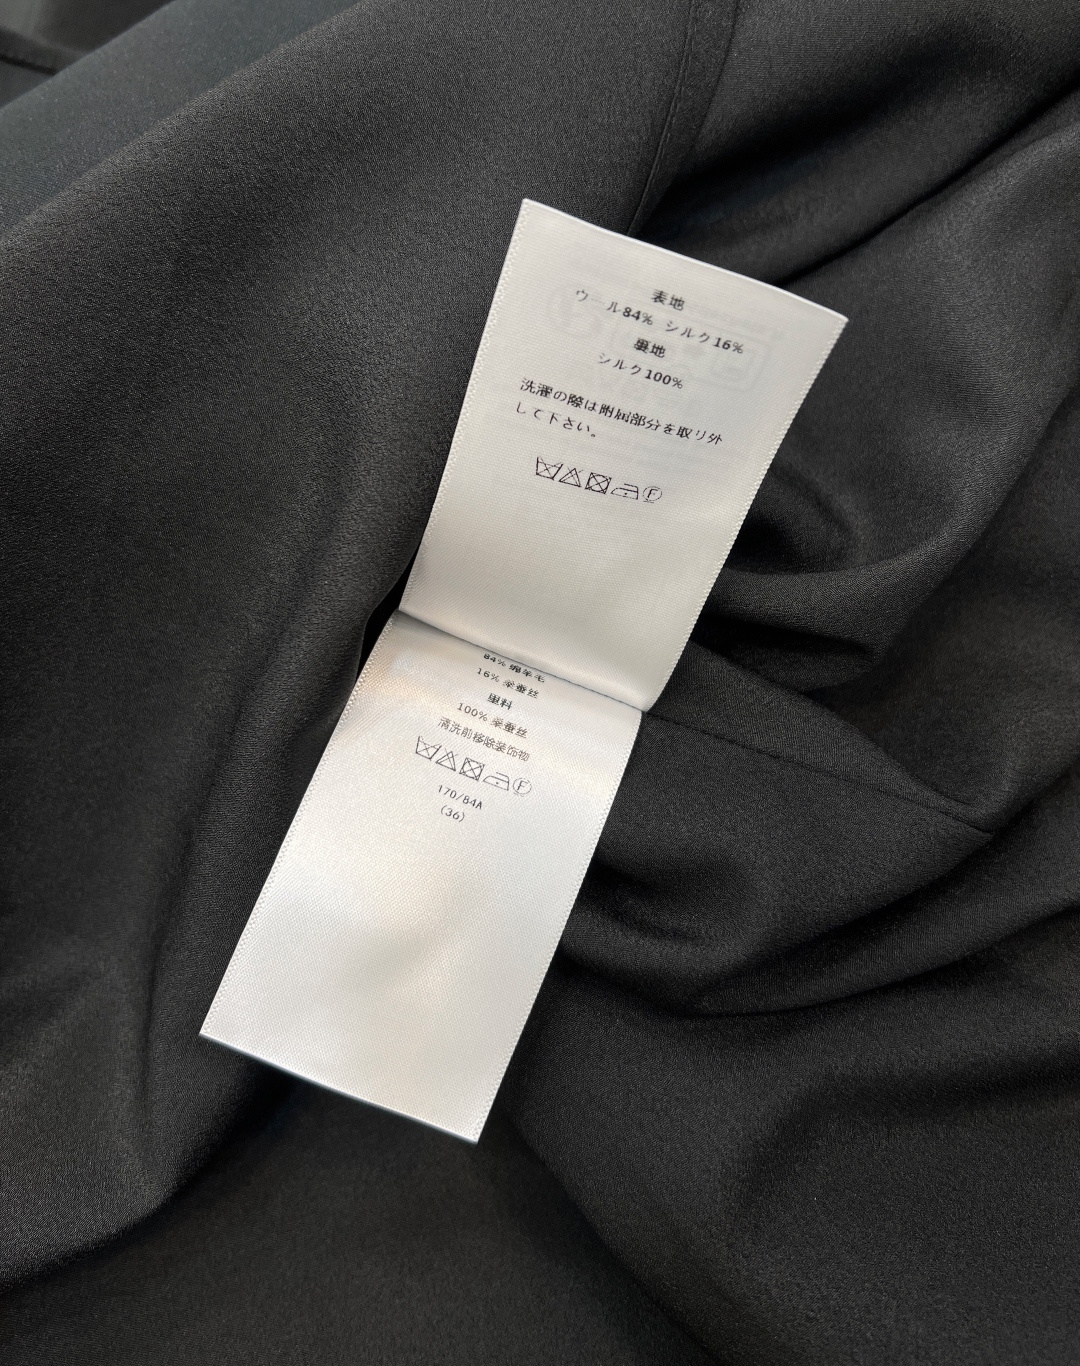 表地
ウール84% シルク16%
裏地
シルク100%
洗濯の際は附属部分を取り外
して下さい。
F
84% 绵羊毛
16% 桑蚕丝
里料
100% 桑蚕丝
清洗前移除装饰物
F
170/84A
(36)